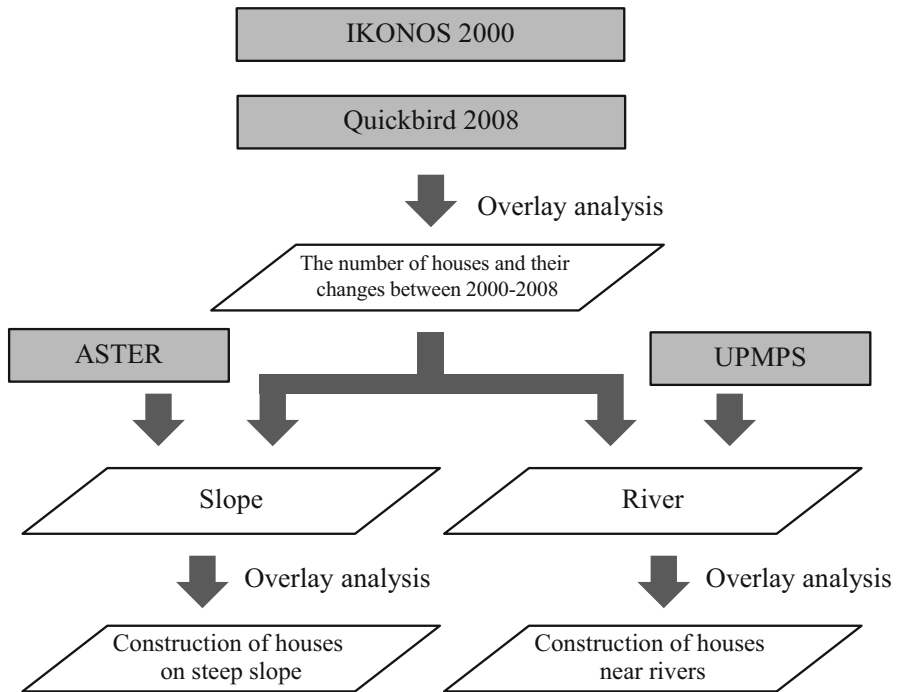 IKONOS 2000
Quickbird 2008
Overlay analysis
The number of houses and their
changes between 2000-2008
ASTER
UPMPS
Slope
River
Overlay analysis
Overlay analysis
Construction of houses
on steep slope
Construction of houses
near rivers